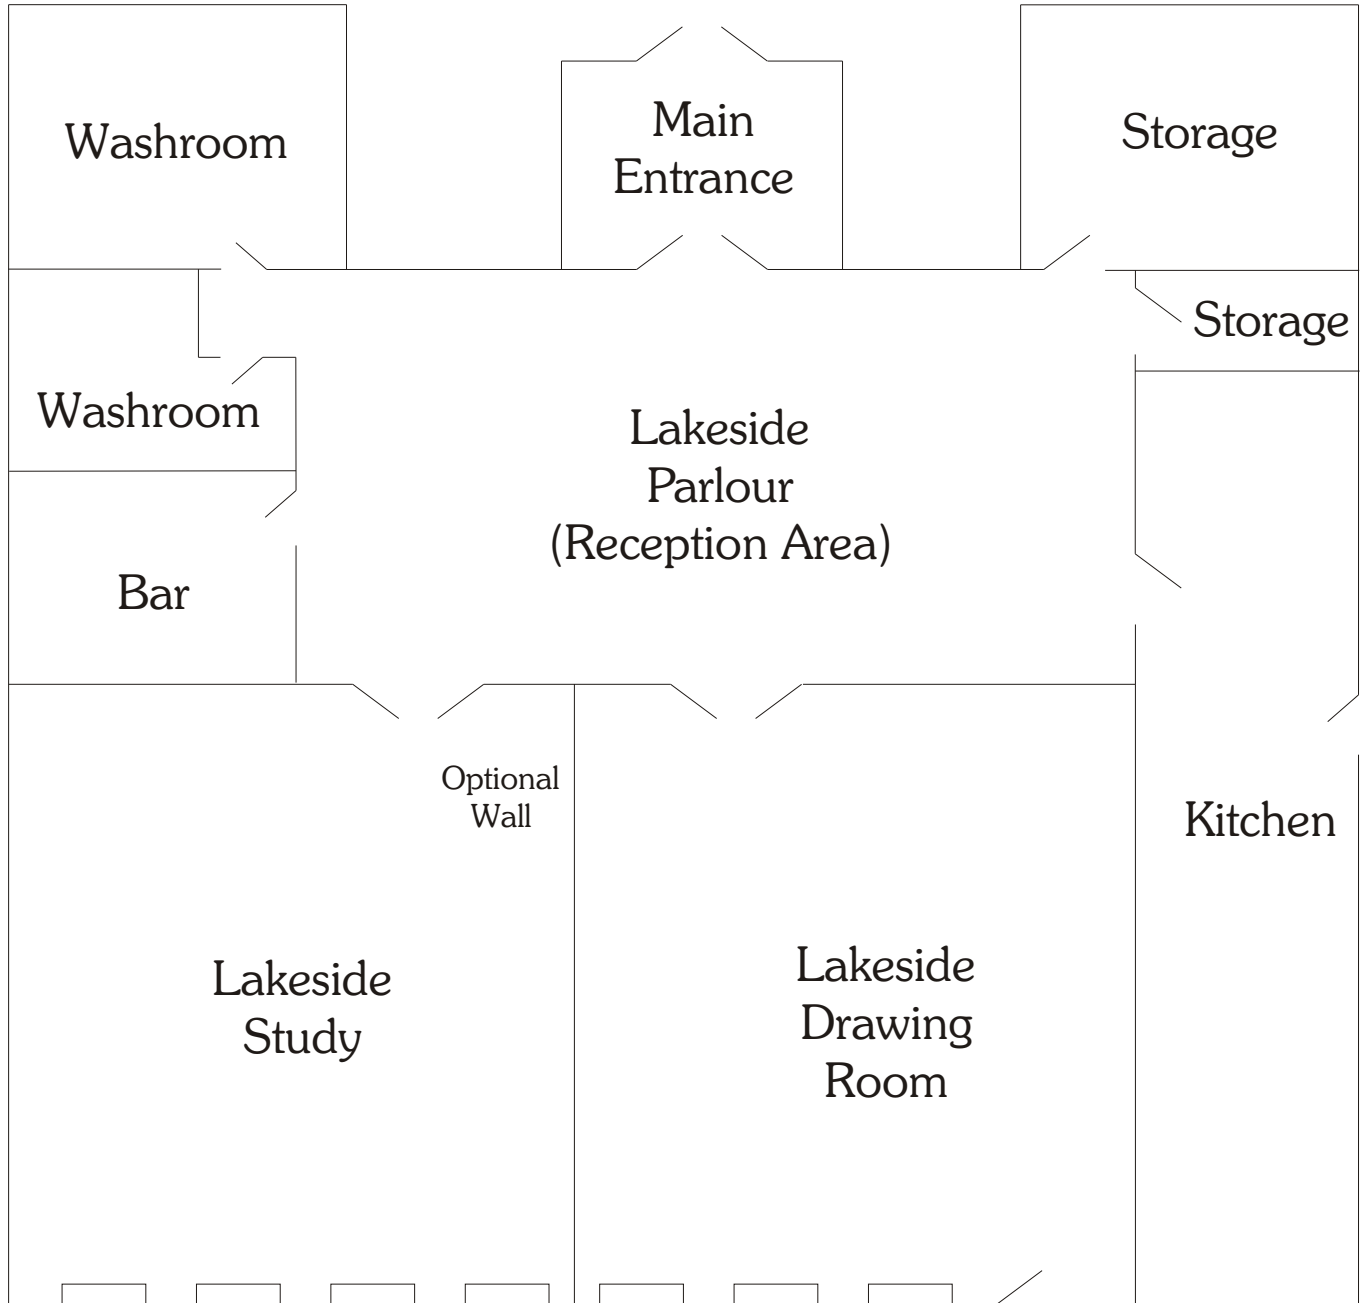 Washroom
Main
Entrance
Storage
Storage
Washroom
Lakeside
Parlour
(Reception Area)
Bar
Optional
Wall
Kitchen
Lakeside
Study
Lakeside
Drawing
Room